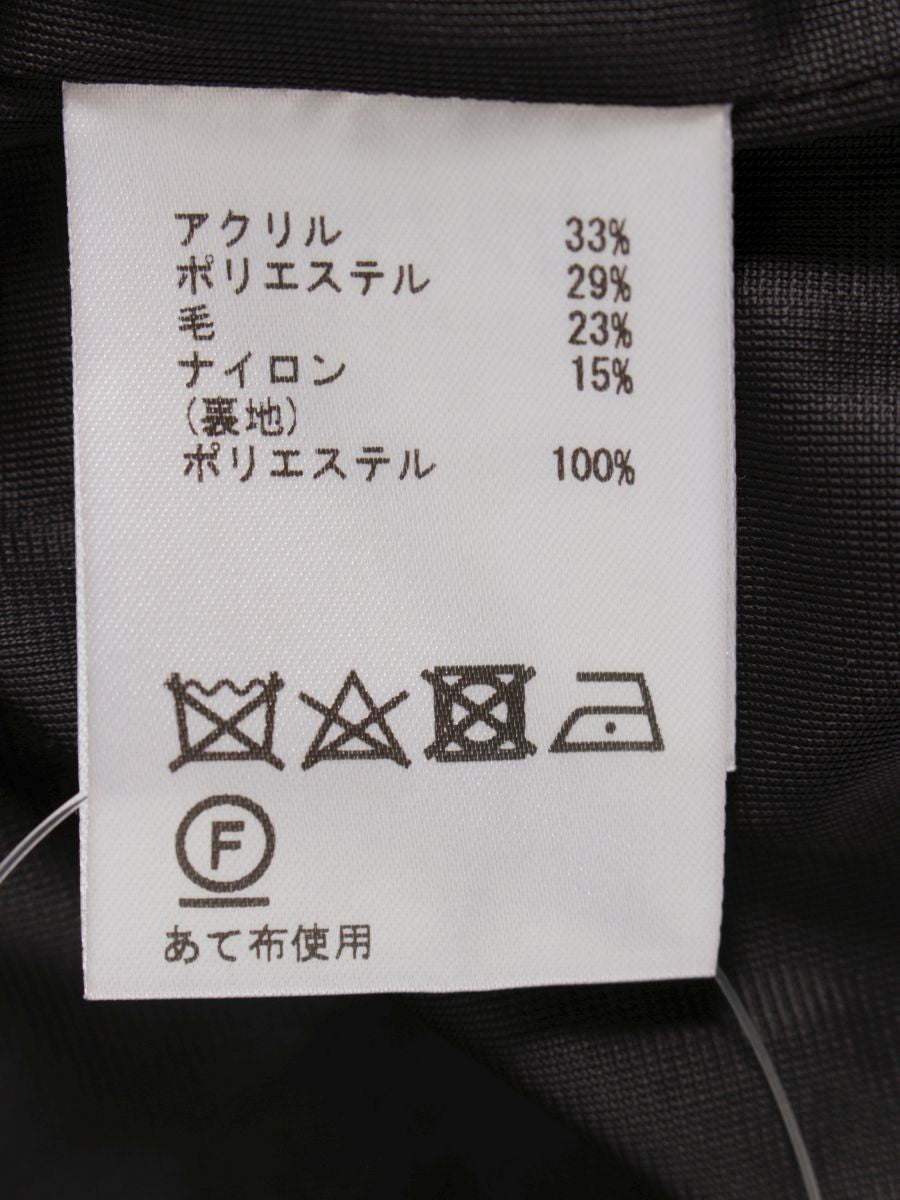 アクリル 33%
ポリエステル 29%
毛 23%
ナイロン 15%
(裏地)
ポリエステル 100%
F
あて布使用